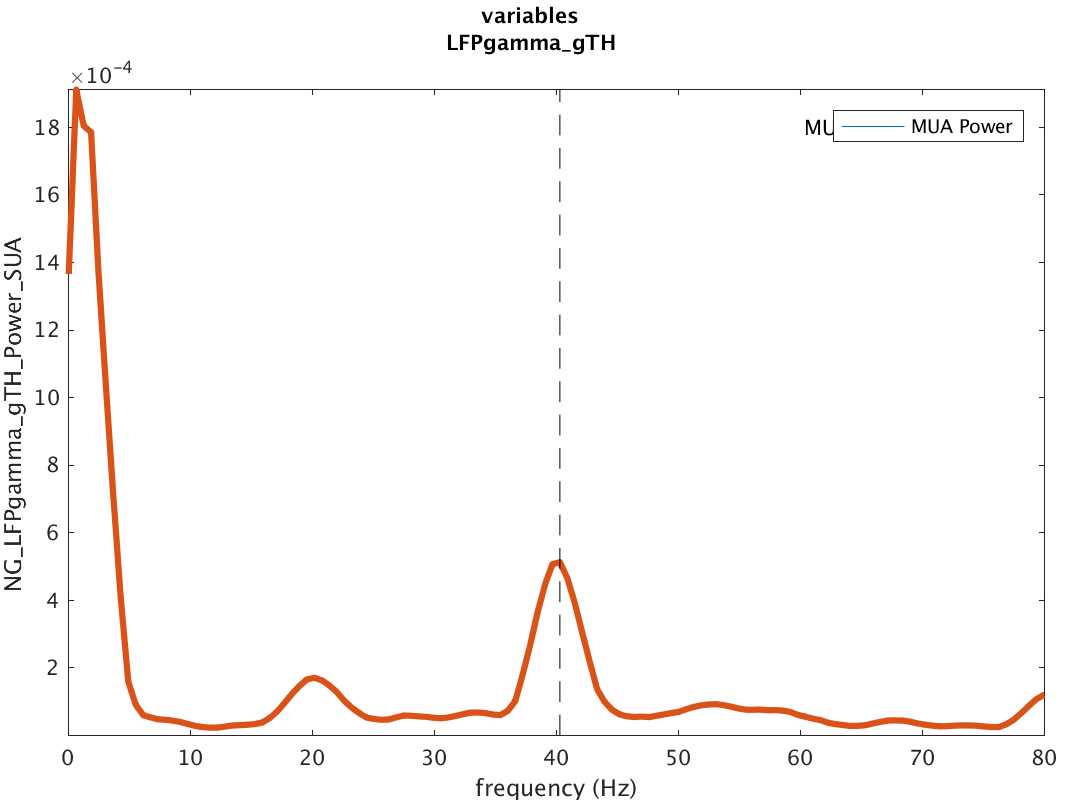 variables
LFPgamma_gTH
×10⁻⁴
18
16
14
12
10
8
6
4
2
NG_LFPgamma_gTH_Power_SUA
MU
MUA Power
0 10 20 30 40 50 60 70 80
frequency (Hz)